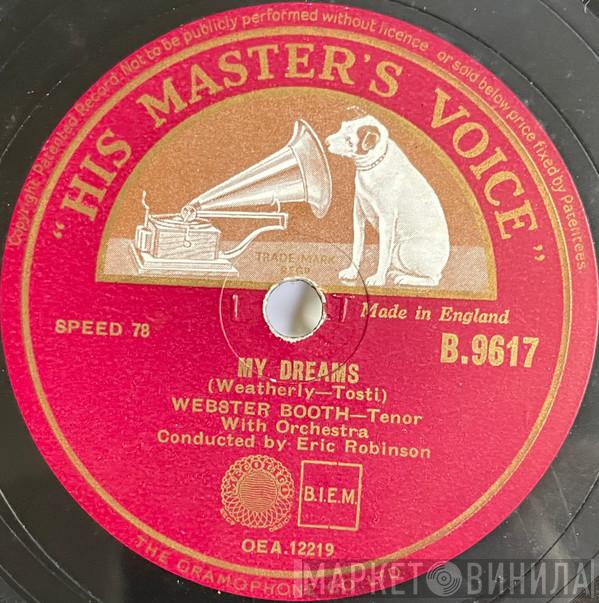 Copyright. Patented Record. Not to be publicly performed without licence or sold below price fixed by Patentees.
"HIS MASTER'S VOICE"
TRADE-MARK
REGD
Made in England
SPEED 78
B.9617
MY DREAMS
(Weatherly—Tosti)
WEBSTER BOOTH—Tenor
With Orchestra
Conducted by Eric Robinson
B.I.E.M.
OEA.12219
THE GRAMOPHONE
МАРКЕТ ВИНИЛА